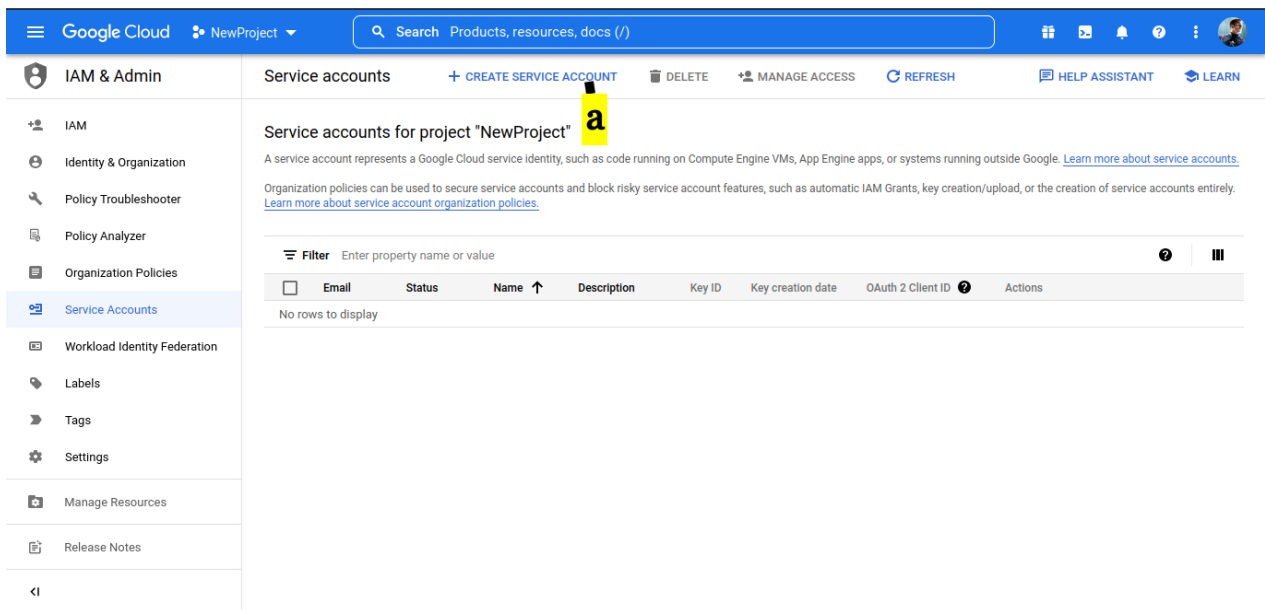 Google Cloud NewProject Search Products, resources, docs (/)
IAM & Admin
Service accounts + CREATE SERVICE ACCOUNT DELETE MANAGE ACCESS REFRESH HELP ASSISTANT LEARN
a
IAM
Identity & Organization
Policy Troubleshooter
Policy Analyzer
Organization Policies
Service Accounts
Workload Identity Federation
Labels
Tags
Settings
Manage Resources
Release Notes
Service accounts for project "NewProject"
A service account represents a Google Cloud service identity, such as code running on Compute Engine VMs, App Engine apps, or systems running outside Google. Learn more about service accounts.
Organization policies can be used to secure service accounts and block risky service account features, such as automatic IAM Grants, key creation/upload, or the creation of service accounts entirely.
Learn more about service account organization policies.
Filter Enter property name or value
Email Status Name Description Key ID Key creation date OAuth 2 Client ID Actions
No rows to display